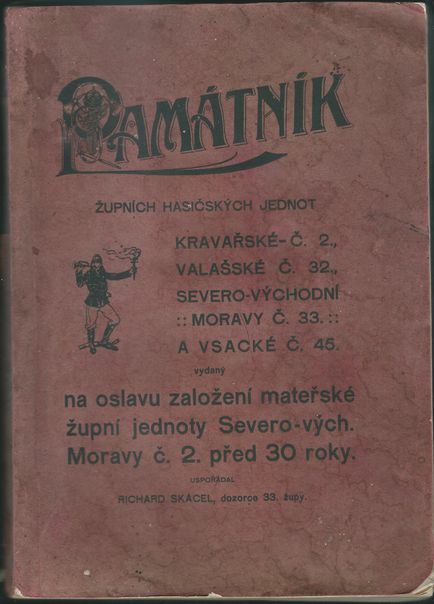 PAMÁTNÍK
ŽUPNÍCH HASIČSKÝCH JEDNOT
KRAVAŘSKÉ-Č. 2.,
VALAŠSKÉ Č. 32.,
SEVERO-VÝCHODNÍ
:: MORAVY Č. 33. ::
A VSACKÉ Č. 45.
vydaný
na oslavu založení mateřské
župní jednoty Severo-vých.
Moravy č. 2. před 30 roky.
USPOŘÁDAL
RICHARD SKÁCEL, dozorce 33. župy.